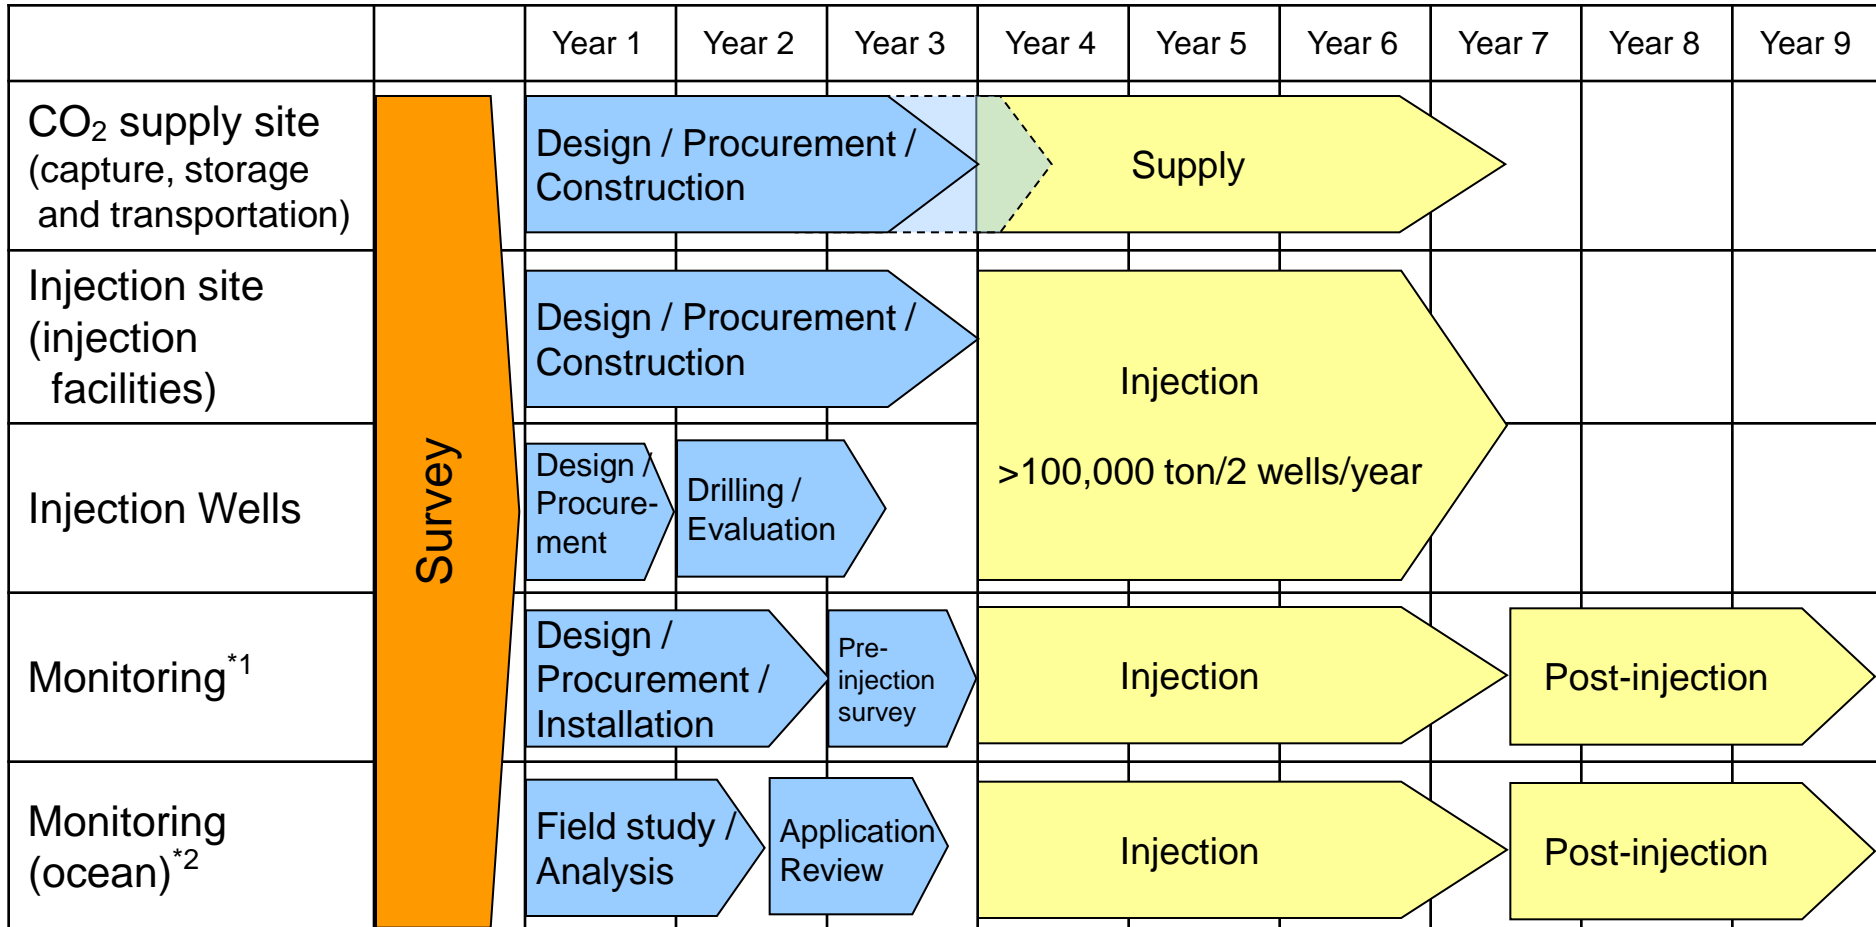 Year 1
Year 2
Year 3
Year 4
Year 5
Year 6
Year 7
Year 8
Year 9
CO₂ supply site
(capture, storage
and transportation)
Design / Procurement /
Construction
Supply
Injection site
(injection
facilities)
Design / Procurement /
Construction
Injection
>100,000 ton/2 wells/year
Survey
Injection Wells
Design /
Procure-
ment
Drilling /
Evaluation
Monitoring*1
Design /
Procurement /
Installation
Pre-
injection
survey
Injection
Post-injection
Monitoring
(ocean)*2
Field study /
Analysis
Application
Review
Injection
Post-injection